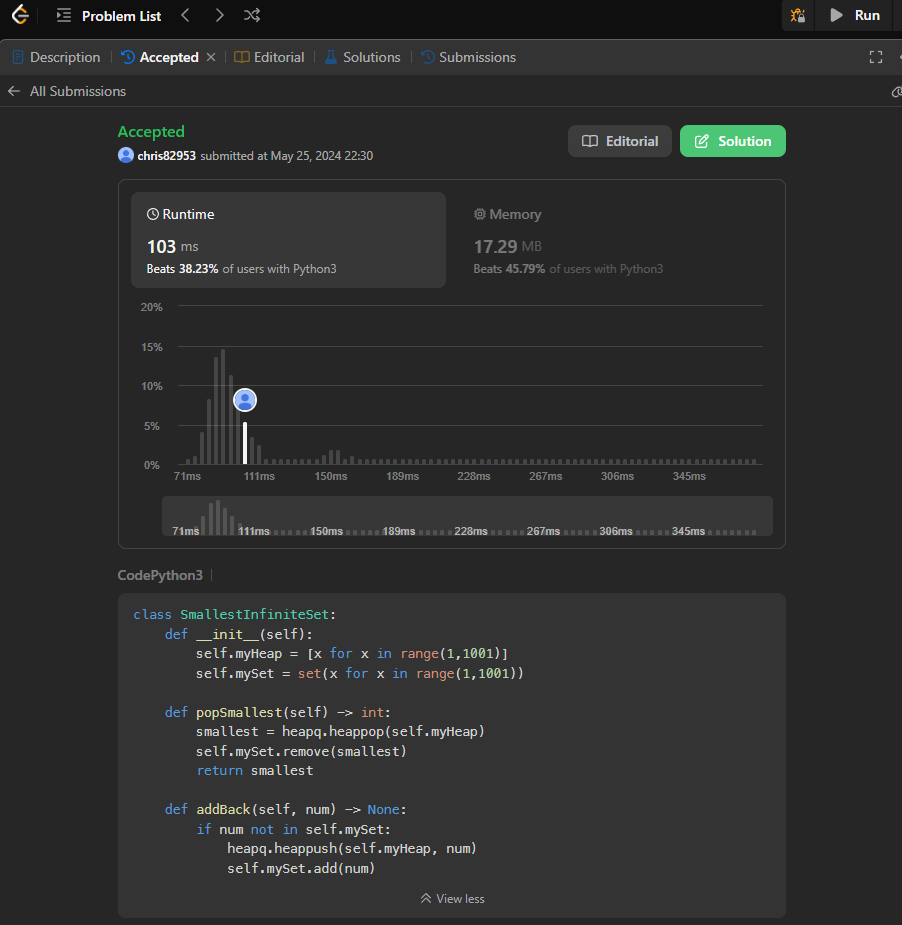 Problem List
Run
Description
Accepted
Editorial
Solutions
Submissions
All Submissions
Accepted
Editorial
Solution
chris82953 submitted at May 25, 2024 22:30
Runtime
Memory
103 ms
17.29 MB
Beats 38.23% of users with Python3
Beats 45.79% of users with Python3
20%
15%
10%
5%
0%
71ms 111ms 150ms 189ms 228ms 267ms 306ms 345ms
71ms 111ms 150ms 189ms 228ms 267ms 306ms 345ms
CodePython3
class SmallestInfiniteSet:
    def __init__(self):
        self.myHeap = [x for x in range(1,1001)]
        self.mySet = set(x for x in range(1,1001))
    def popSmallest(self) -> int:
        smallest = heapq.heappop(self.myHeap)
        self.mySet.remove(smallest)
        return smallest
    def addBack(self, num) -> None:
        if num not in self.mySet:
            heapq.heappush(self.myHeap, num)
            self.mySet.add(num)
View less